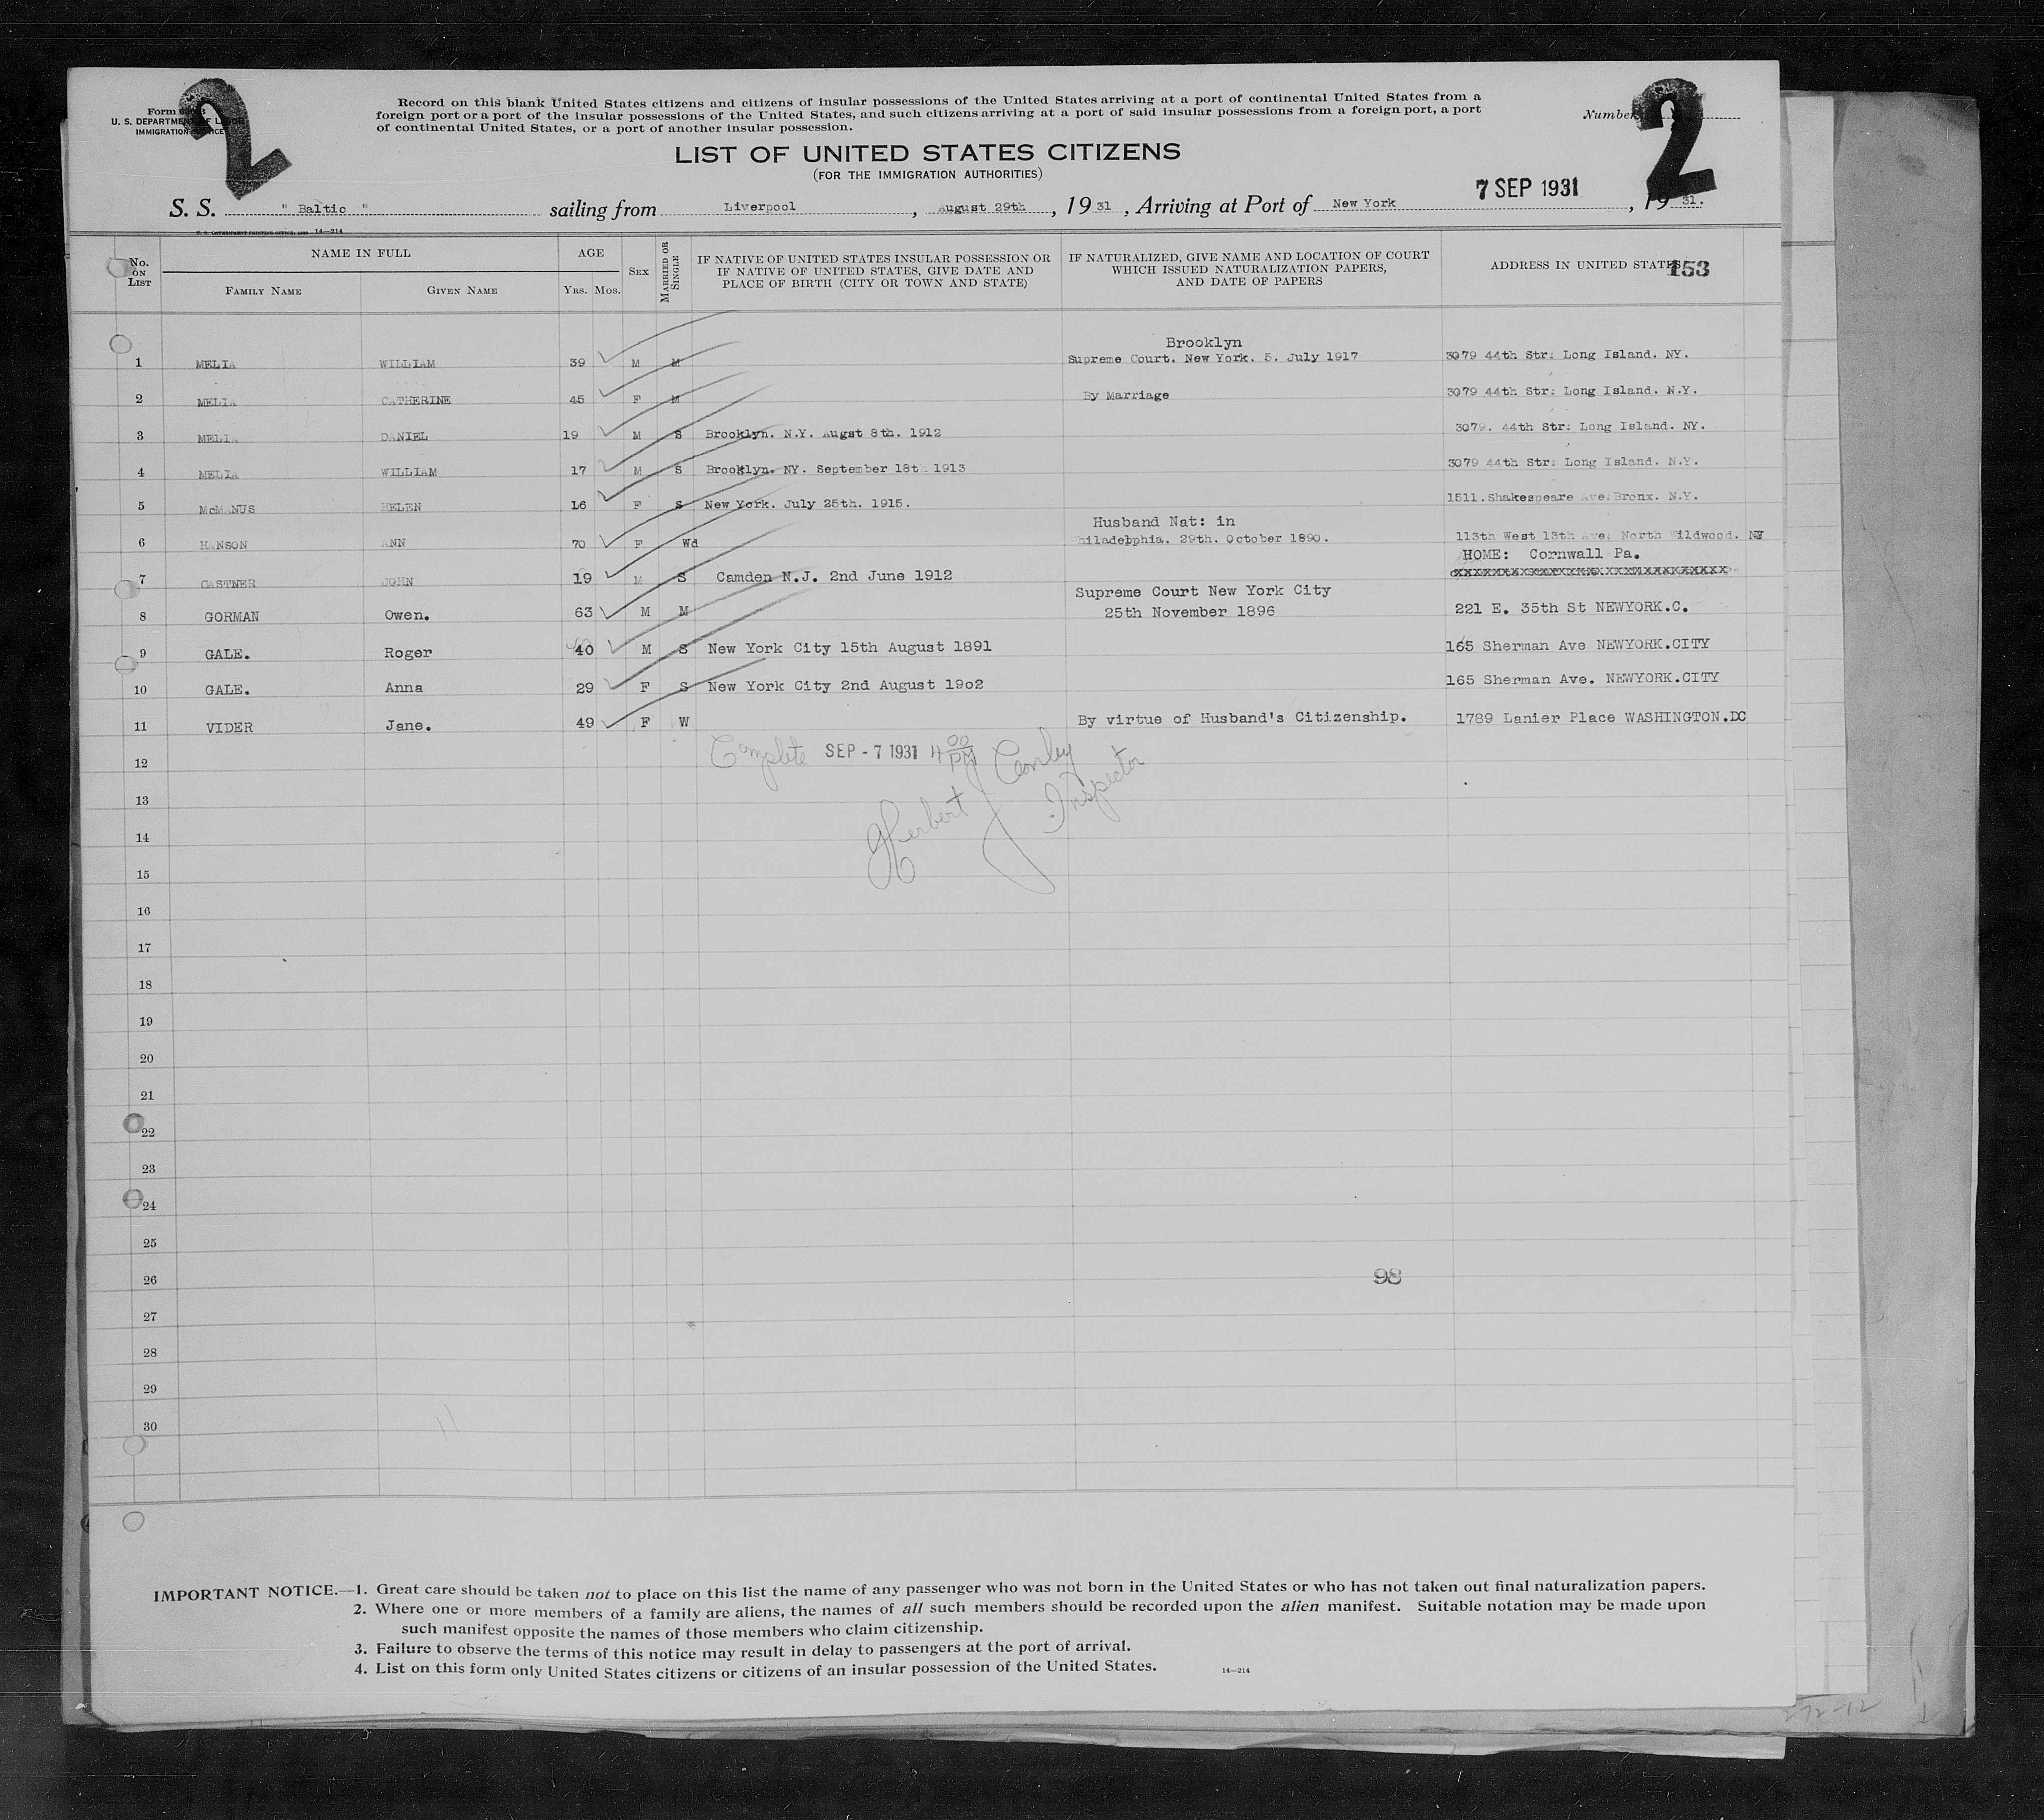 2
2
Form
U. S. DEPARTMENT OF LABOR
IMMIGRATION SERVICE
Record on this blank United States citizens and citizens of insular possessions of the United States arriving at a port of continental United States from a
foreign port or a port of the insular possessions of the United States, and such citizens arriving at a port of said insular possessions from a foreign port, a port
of continental United States, or a port of another insular possession.
Number
LIST OF UNITED STATES CITIZENS
(FOR THE IMMIGRATION AUTHORITIES)
7 SEP 1931
S. S. " Baltic " sailing from Liverpool, August 29th, 1931, Arriving at Port of New York, 1931.
14—214
No. ON LIST NAME IN FULL AGE SEX MARRIED OR SINGLE IF NATIVE OF UNITED STATES INSULAR POSSESSION OR IF NATIVE OF UNITED STATES, GIVE DATE AND PLACE OF BIRTH (CITY OR TOWN AND STATE) IF NATURALIZED, GIVE NAME AND LOCATION OF COURT WHICH ISSUED NATURALIZATION PAPERS, AND DATE OF PAPERS ADDRESS IN UNITED STATES 153
FAMILY NAME GIVEN NAME YRS. MOS.
Brooklyn
1 MELIA WILLIAM 39 M M Supreme Court. New York. 5. July 1917 3079 44th Str: Long Island. NY.
2 MELIA CATHERINE 45 F M By Marriage 3079 44th Str: Long Island. N.Y.
3 MELIA DANIEL 19 M S Brooklyn. N.Y. Augst 8th. 1912 3079. 44th Str: Long Island. NY.
4 MELIA WILLIAM 17 M S Brooklyn. NY. September 18th. 1913 3079 44th Str: Long Island. N.Y.
5 McMANUS HELEN 16 F S New York. July 25th. 1915. 1511. Shakespeare Ave: Bronx. N.Y.
Husband Nat: in
6 HANSON ANN 70 F Wd Philadelphia. 29th. October 1890. 113th West 13th Ave: North Wildwood. NY
HOME: Cornwall Pa.
7 CASTNER JOHN 19 M S Camden N.J. 2nd June 1912
Supreme Court New York City
8 GORMAN Owen. 63 M M 25th November 1896 221 E. 35th St NEWYORK.C.
9 GALE. Roger 40 M S New York City 15th August 1891 165 Sherman Ave NEWYORK.CITY
10 GALE. Anna 29 F S New York City 2nd August 19o2 165 Sherman Ave. NEWYORK.CITY
11 VIDER Jane. 49 F W By virtue of Husband's Citizenship. 1789 Lanier Place WASHINGTON.DC
12 Complete SEP - 7 1931 4 00 PM
Herbert J Conley
Inspector
13
14
15
16
17
18
19
20
21
22
23
24
25
26 98
27
28
29
30
11
IMPORTANT NOTICE.—1. Great care should be taken not to place on this list the name of any passenger who was not born in the United States or who has not taken out final naturalization papers.
2. Where one or more members of a family are aliens, the names of all such members should be recorded upon the alien manifest. Suitable notation may be made upon
such manifest opposite the names of those members who claim citizenship.
3. Failure to observe the terms of this notice may result in delay to passengers at the port of arrival.
4. List on this form only United States citizens or citizens of an insular possession of the United States. 14—214
272-12